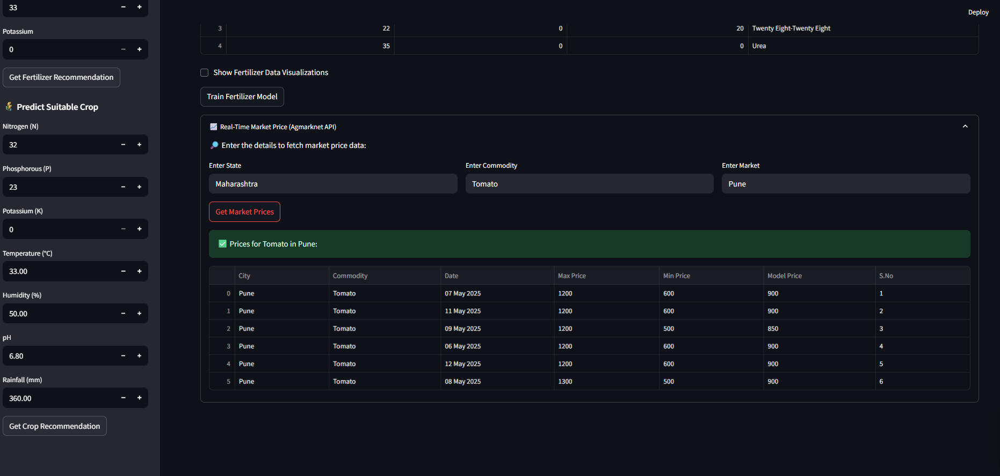 33 − +
Potassium
0 − +
Get Fertilizer Recommendation
Predict Suitable Crop
Nitrogen (N)
32 − +
Phosphorous (P)
23 − +
Potassium (K)
0 − +
Temperature (°C)
33.00 − +
Humidity (%)
50.00 − +
pH
6.80 − +
Rainfall (mm)
360.00 − +
Get Crop Recommendation
Deploy
3 22 0 20 Twenty Eight-Twenty Eight
4 35 0 0 Urea
Show Fertilizer Data Visualizations
Train Fertilizer Model
Real-Time Market Price (Agmarknet API)
Enter the details to fetch market price data:
Enter State Enter Commodity Enter Market
Maharashtra Tomato Pune
Get Market Prices
Prices for Tomato in Pune:
City Commodity Date Max Price Min Price Model Price S.No
0 Pune Tomato 07 May 2025 1200 600 900 1
1 Pune Tomato 11 May 2025 1200 600 900 2
2 Pune Tomato 09 May 2025 1200 500 850 3
3 Pune Tomato 06 May 2025 1200 600 900 4
4 Pune Tomato 12 May 2025 1200 600 900 5
5 Pune Tomato 08 May 2025 1300 500 900 6